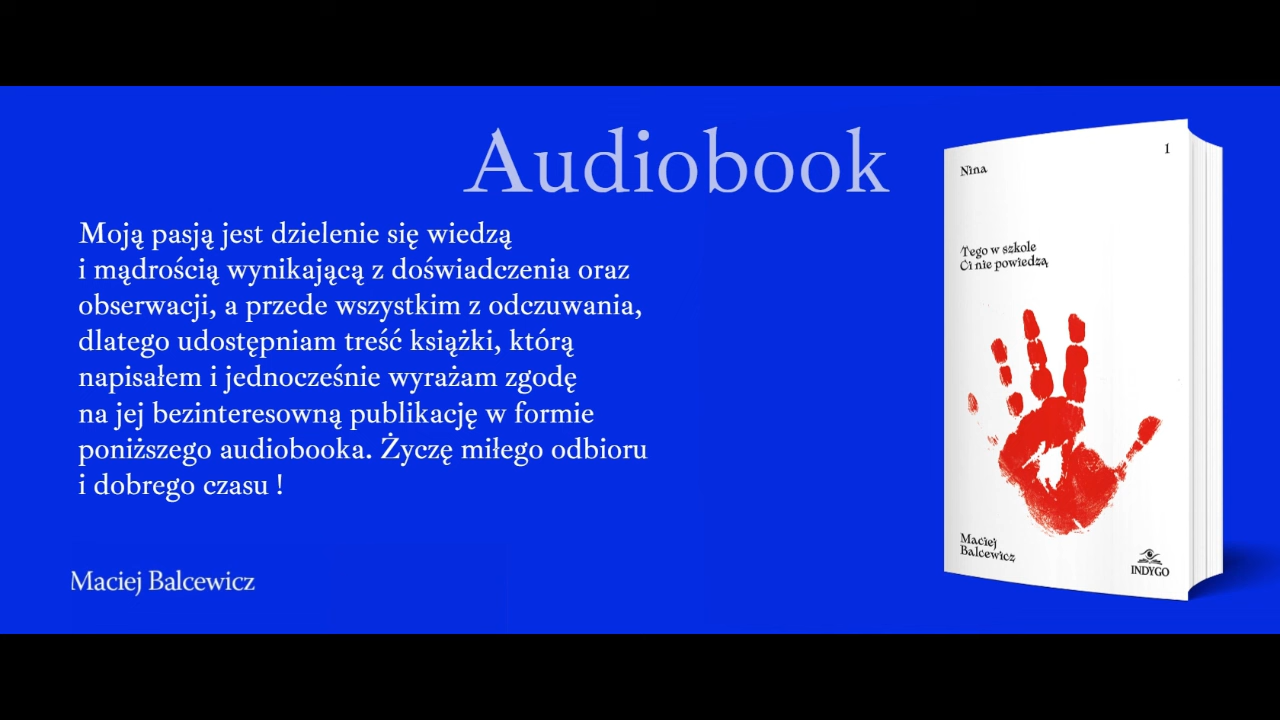 Audiobook
Moją pasją jest dzielenie się wiedzą
i mądrością wynikającą z doświadczenia oraz
obserwacji, a przede wszystkim z odczuwania,
dlatego udostępniam treść książki, którą
napisałem i jednocześnie wyrażam zgodę
na jej bezinteresowną publikację w formie
poniższego audiobooka. Życzę miłego odbioru
i dobrego czasu !
Maciej Balcewicz
Nina
1
Tego w szkole
Ci nie powiedzą
Maciej
Balcewicz
INDYGO